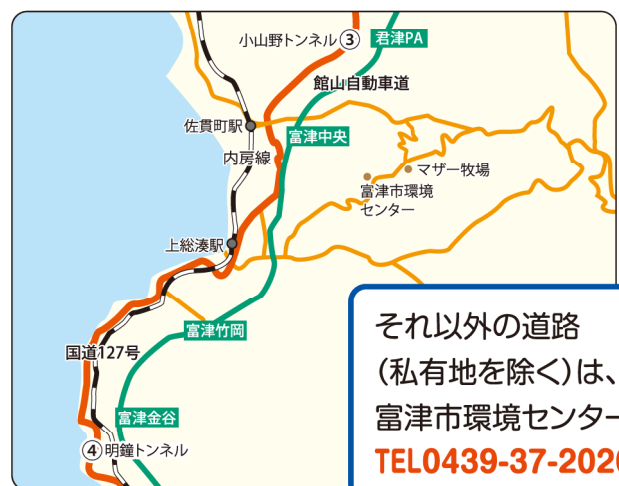 小山野トンネル③
君津PA
館山自動車道
佐貫町駅
富津中央
内房線
マザー牧場
富津市環境
センター
上総湊駅
富津竹岡
国道127号
富津金谷
④明鐘トンネル
それ以外の道路
(私有地を除く)は、
富津市環境センター
TEL0439-37-202